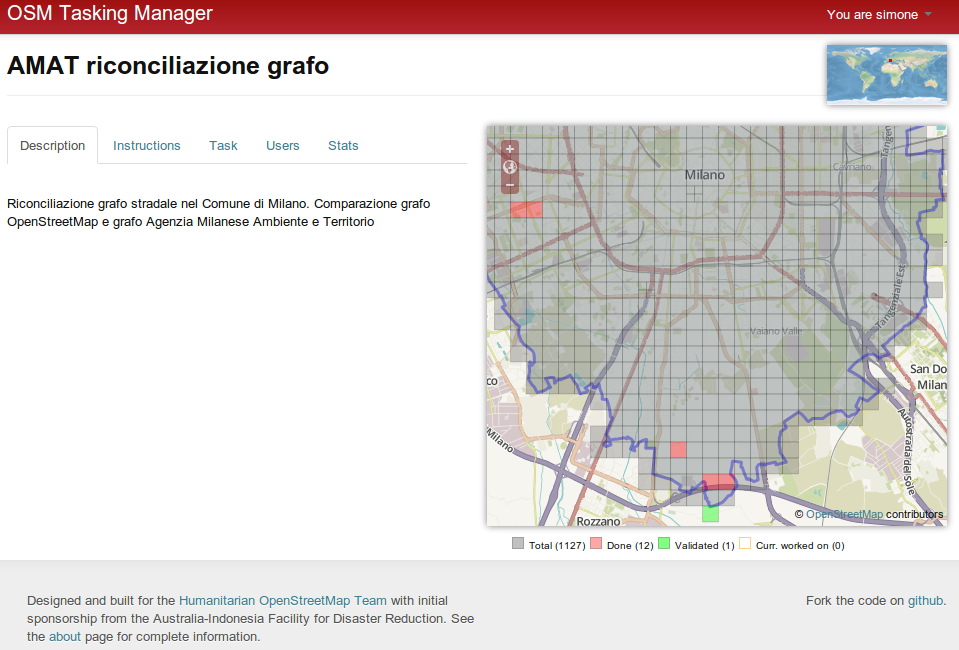 OSM Tasking Manager
You are simone
AMAT riconciliazione grafo
Description Instructions Task Users Stats
Riconciliazione grafo stradale nel Comune di Milano. Comparazione grafo
OpenStreetMap e grafo Agenzia Milanese Ambiente e Territorio
Tangen
Milano
Cavriano
Tangenziale Est
Vaiano Valle
San Do
Milan
co
Milano
Autostrada del Sole
Rozzano
© OpenStreetMap contributors
Total (1127) Done (12) Validated (1) Curr. worked on (0)
Designed and built for the Humanitarian OpenStreetMap Team with initial
sponsorship from the Australia-Indonesia Facility for Disaster Reduction. See
the about page for complete information.
Fork the code on github.